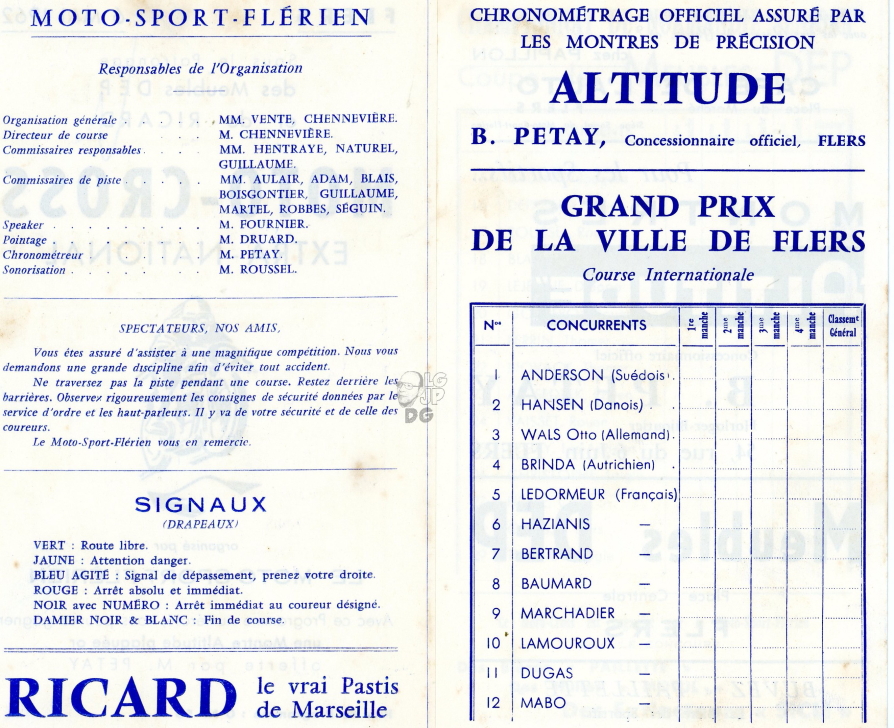 MOTO-SPORT-FLÉRIEN
Responsables de l'Organisation
Organisation générale . . . . . MM. VENTE, CHENNEVIÈRE.
Directeur de course . . . . . M. CHENNEVIÈRE.
Commissaires responsables . . . . MM. HENTRAYE, NATUREL,
GUILLAUME.
Commissaires de piste . . . . . MM. AULAIR, ADAM, BLAIS,
BOISGONTIER, GUILLAUME,
MARTEL, ROBBES, SÉGUIN.
Speaker . . . . . . . . M. FOURNIER.
Pointage . . . . . . . . M. DRUARD.
Chronométreur . . . . . . M. PETAY.
Sonorisation . . . . . . . M. ROUSSEL.
SPECTATEURS, NOS AMIS,
Vous êtes assuré d'assister à une magnifique compétition. Nous vous
demandons une grande discipline afin d'éviter tout accident.
Ne traversez pas la piste pendant une course. Restez derrière les
barrières. Observez rigoureusement les consignes de sécurité données par le
service d'ordre et les haut-parleurs. Il y va de votre sécurité et de celle des
coureurs.
Le Moto-Sport-Flérien vous en remercie.
SIGNAUX
(DRAPEAUX)
VERT : Route libre.
JAUNE : Attention danger.
BLEU AGITÉ : Signal de dépassement, prenez votre droite.
ROUGE : Arrêt absolu et immédiat.
NOIR avec NUMÉRO : Arrêt immédiat au coureur désigné.
DAMIER NOIR & BLANC : Fin de course.
RICARD le vrai Pastis
de Marseille
LG
JP
DG
CHRONOMÉTRAGE OFFICIEL ASSURÉ PAR
LES MONTRES DE PRÉCISION
ALTITUDE
B. PETAY, Concessionnaire officiel, FLERS
GRAND PRIX
DE LA VILLE DE FLERS
Course Internationale
Nos CONCURRENTS 1re manche 2me manche 3me manche 4me manche Classemt Général
1 ANDERSON (Suédois).
2 HANSEN (Danois) .
3 WALS Otto (Allemand).
4 BRINDA (Autrichien) .
5 LEDORMEUR (Français)
6 HAZIANIS —
7 BERTRAND —
8 BAUMARD —
9 MARCHADIER —
10 LAMOUROUX —
11 DUGAS —
12 MABO —